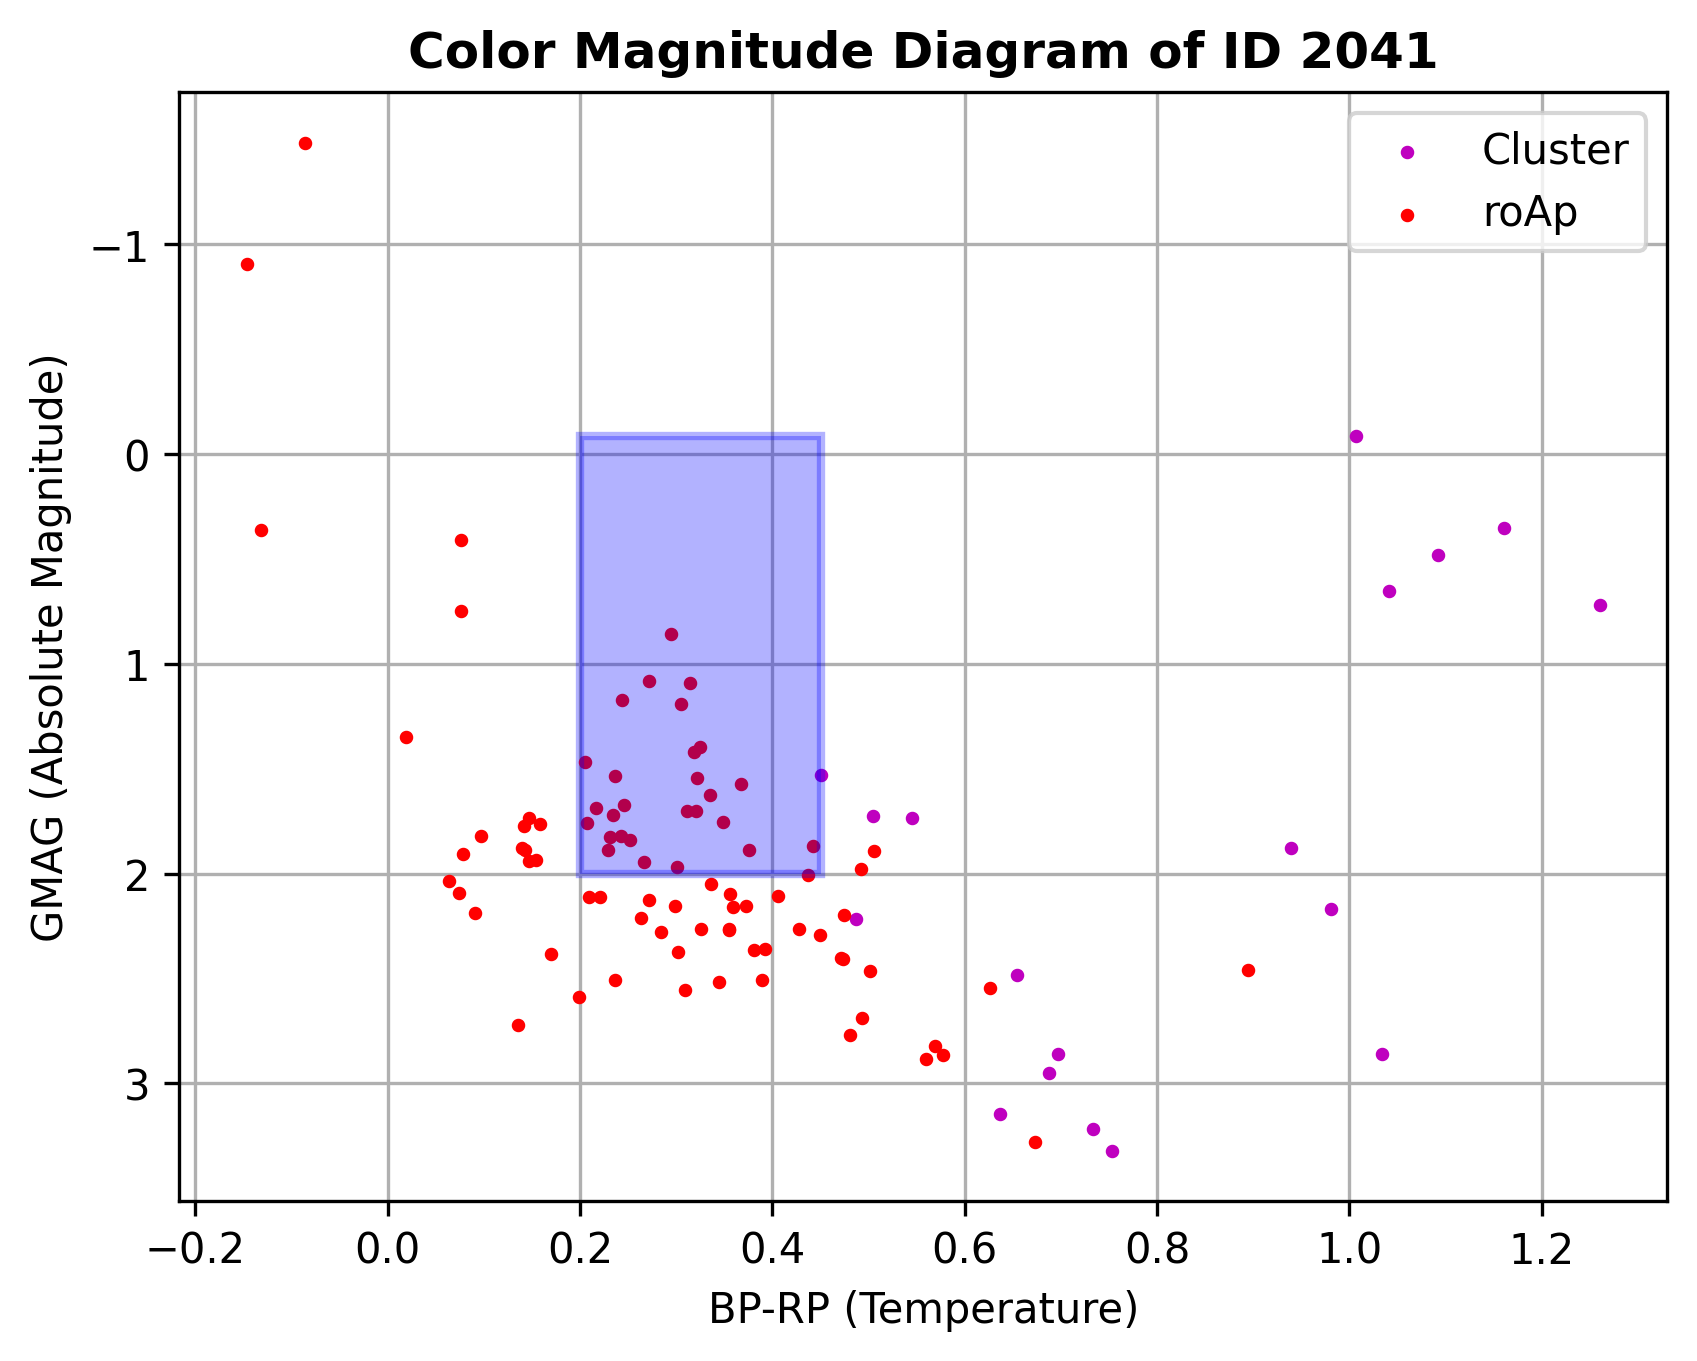 Color Magnitude Diagram of ID 2041
Cluster
roAp
GMAG (Absolute Magnitude)
−1
0
1
2
3
−0.2 0.0 0.2 0.4 0.6 0.8 1.0 1.2
BP-RP (Temperature)